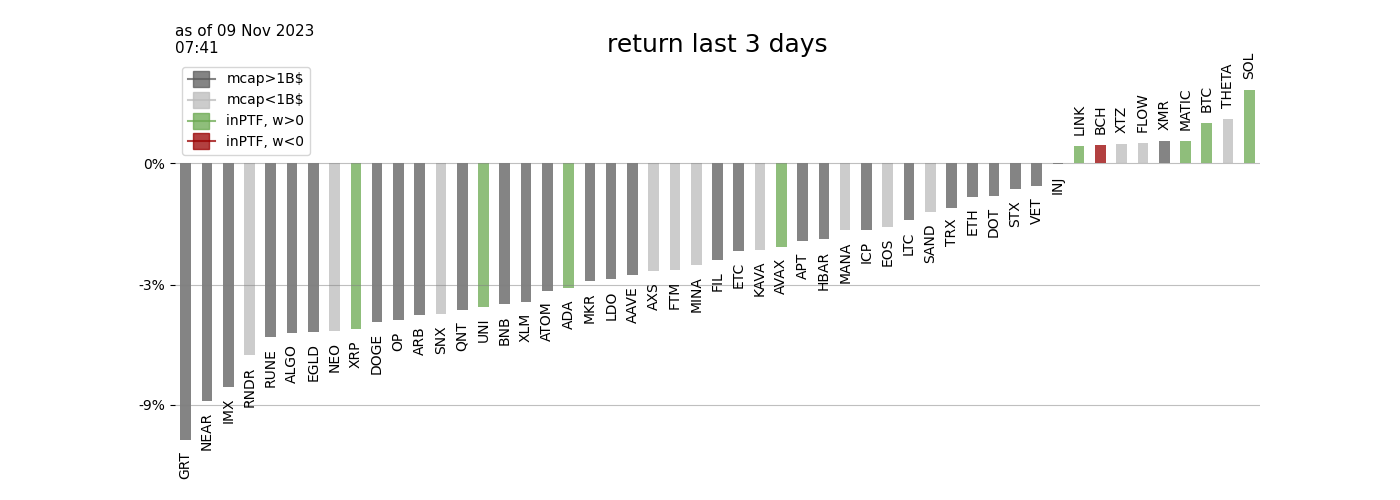 as of 09 Nov 2023
07:41
return last 3 days
mcap>1B$
mcap<1B$
inPTF, w>0
inPTF, w<0
0%
-3%
-9%
GRT
NEAR
IMX
RNDR
RUNE
ALGO
EGLD
NEO
XRP
DOGE
OP
ARB
SNX
QNT
UNI
BNB
XLM
ATOM
ADA
MKR
LDO
AAVE
AXS
FTM
MINA
FIL
ETC
KAVA
AVAX
APT
HBAR
MANA
ICP
EOS
LTC
SAND
TRX
ETH
DOT
STX
VET
INJ
LINK
BCH
XTZ
FLOW
XMR
MATIC
BTC
THETA
SOL